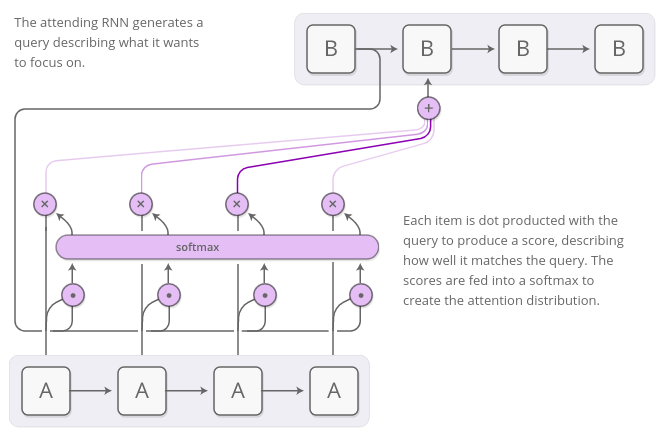 The attending RNN generates a
query describing what it wants
to focus on.
B B B B
+
× × × ×
softmax
Each item is dot producted with the
query to produce a score, describing
how well it matches the query. The
scores are fed into a softmax to
create the attention distribution.
A A A A